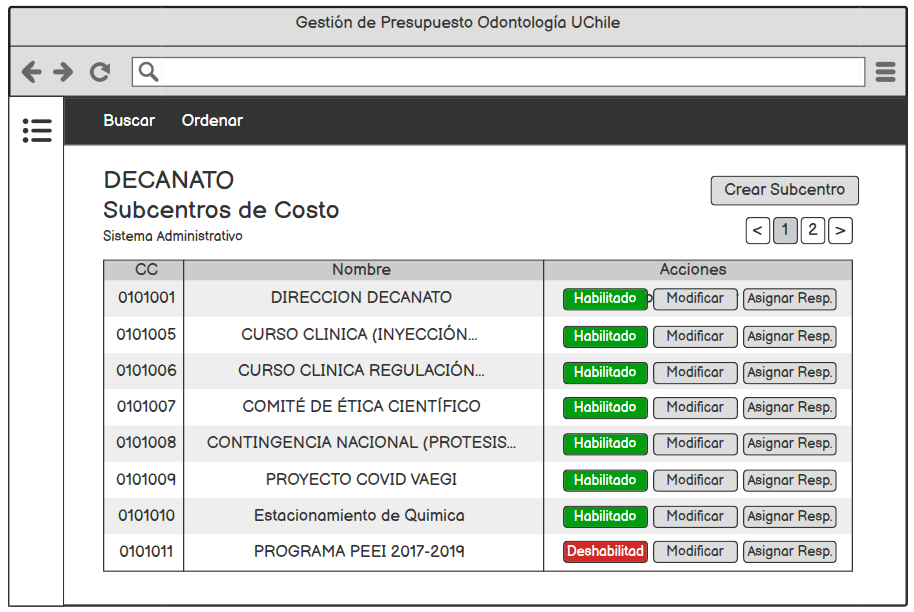 Gestión de Presupuesto Odontología UChile
Buscar Ordenar
DECANATO
Subcentros de Costo
Sistema Administrativo
Crear Subcentro
< 1 2 >
CC Nombre Acciones
0101001 DIRECCION DECANATO Habilitado Modificar Asignar Resp.
0101005 CURSO CLINICA (INYECCIÓN... Habilitado Modificar Asignar Resp.
0101006 CURSO CLINICA REGULACIÓN... Habilitado Modificar Asignar Resp.
0101007 COMITÉ DE ÉTICA CIENTÍFICO Habilitado Modificar Asignar Resp.
0101008 CONTINGENCIA NACIONAL (PROTESIS... Habilitado Modificar Asignar Resp.
0101009 PROYECTO COVID VAEGI Habilitado Modificar Asignar Resp.
0101010 Estacionamiento de Quimica Habilitado Modificar Asignar Resp.
0101011 PROGRAMA PEEI 2017-2019 Deshabilitad Modificar Asignar Resp.